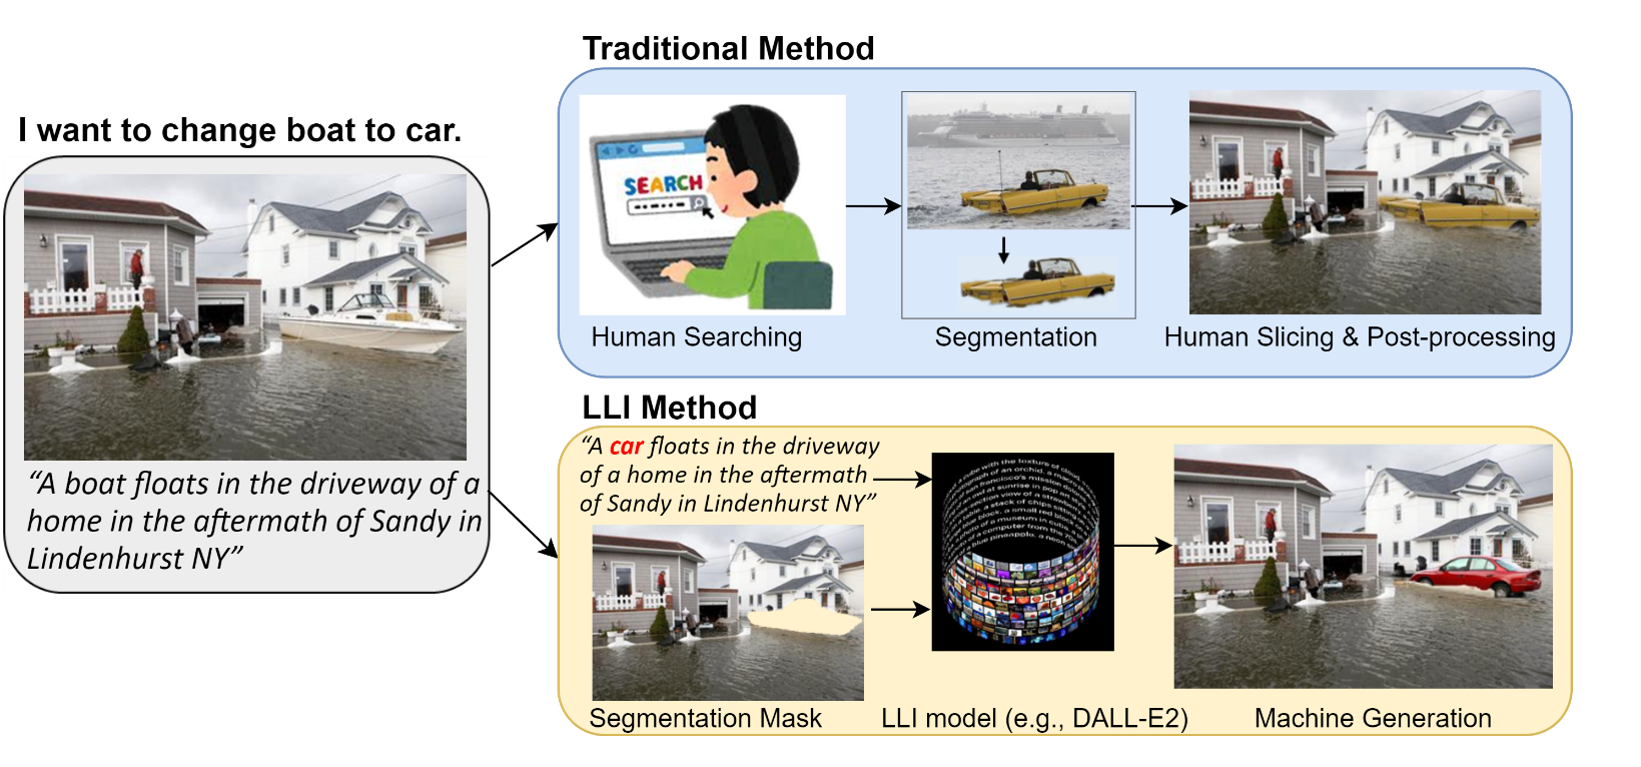 I want to change boat to car.
“A boat floats in the driveway of a
home in the aftermath of Sandy in
Lindenhurst NY”
Traditional Method
SEARCH
Human Searching
Segmentation
Human Slicing & Post-processing
LLI Method
“A car floats in the driveway
of a home in the aftermath
of Sandy in Lindenhurst NY”
Segmentation Mask
LLI model (e.g., DALL-E2)
Machine Generation